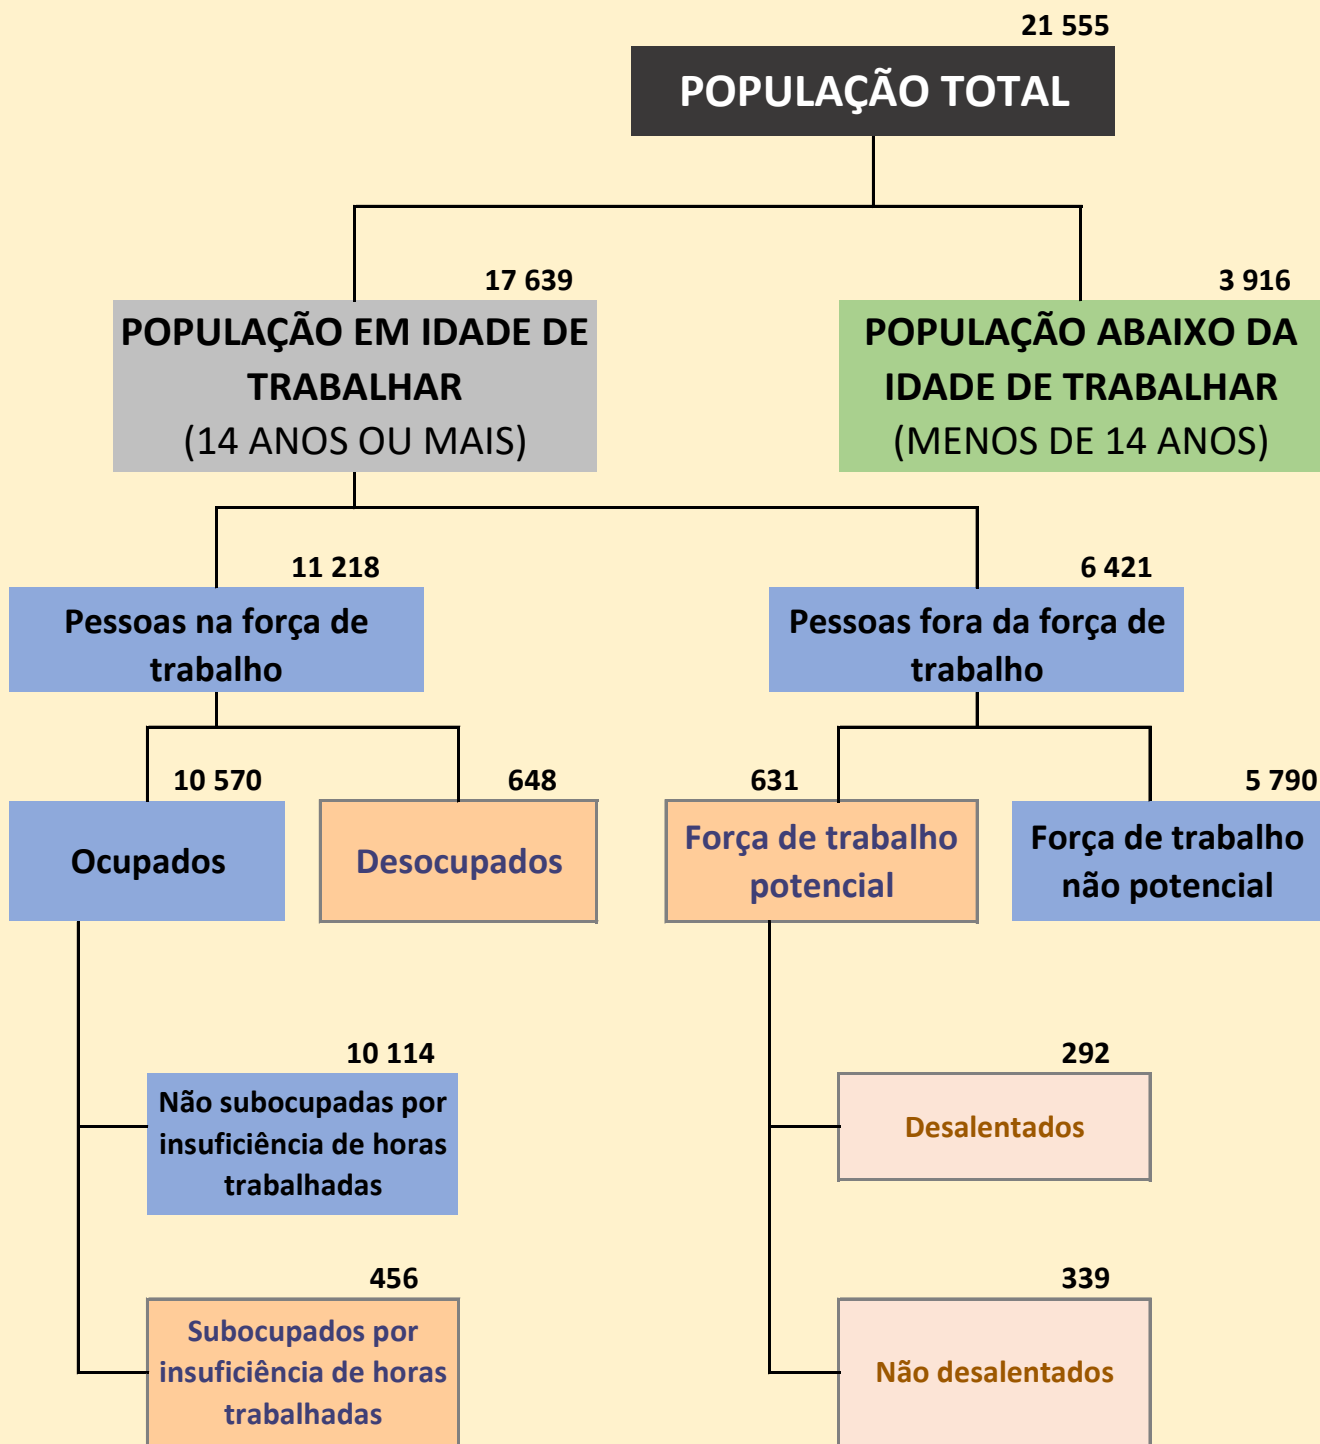 21 555
POPULAÇÃO TOTAL
17 639
POPULAÇÃO EM IDADE DE
TRABALHAR
(14 ANOS OU MAIS)
3 916
POPULAÇÃO ABAIXO DA
IDADE DE TRABALHAR
(MENOS DE 14 ANOS)
11 218
Pessoas na força de
trabalho
6 421
Pessoas fora da força de
trabalho
10 570
Ocupados
648
Desocupados
631
Força de trabalho
potencial
5 790
Força de trabalho
não potencial
10 114
Não subocupadas por
insuficiência de horas
trabalhadas
292
Desalentados
456
Subocupados por
insuficiência de horas
trabalhadas
339
Não desalentados